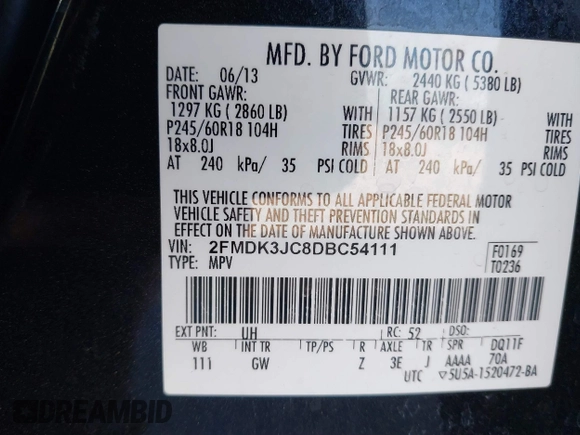 MFD. BY FORD MOTOR CO.
DATE: 06/13 GVWR: 2440 KG ( 5380 LB)
FRONT GAWR: REAR GAWR:
1297 KG ( 2860 LB) WITH 1157 KG ( 2550 LB) WITH
P245/60R18 104H TIRES P245/60R18 104H TIRES
18x8.0J RIMS 18x8.0J RIMS
AT 240 kPa/ 35 PSI COLD AT 240 kPa/ 35 PSI COLD
THIS VEHICLE CONFORMS TO ALL APPLICABLE FEDERAL MOTOR
VEHICLE SAFETY AND THEFT PREVENTION STANDARDS IN
EFFECT ON THE DATE OF MANUFACTURE SHOWN ABOVE.
VIN: 2FMDK3JC8DBC54111 F0169
TYPE: MPV T0236
EXT PNT: UH RC: 52 DSO:
WB INT TR TP/PS R AXLE TR SPR DQ11F
111 GW Z 3E J AAAA 70A
UTC 5U5A-1520472-BA
DREAMBID